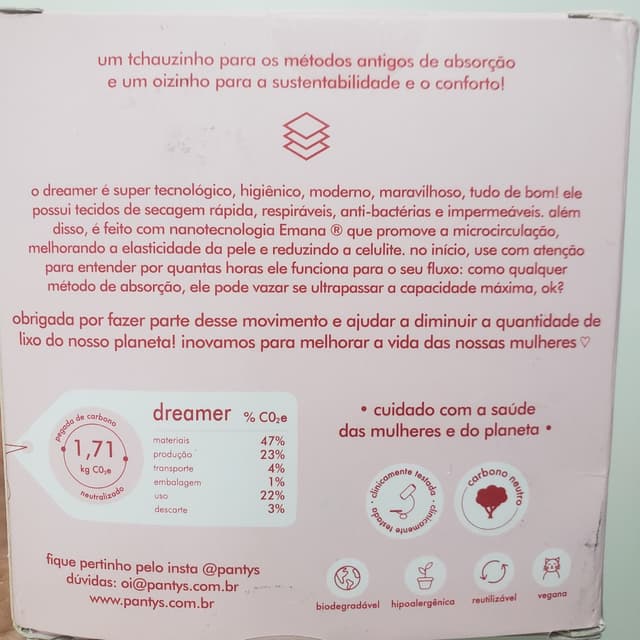 um tchauzinho para os métodos antigos de absorção
e um oizinho para a sustentabilidade e o conforto!
o dreamer é super tecnológico, higiênico, moderno, maravilhoso, tudo de bom! ele
possui tecidos de secagem rápida, respiráveis, anti-bactérias e impermeáveis. além
disso, é feito com nanotecnologia Emana ® que promove a microcirculação,
melhorando a elasticidade da pele e reduzindo a celulite. no início, use com atenção
para entender por quantas horas ele funciona para o seu fluxo: como qualquer
método de absorção, ele pode vazar se ultrapassar a capacidade máxima, ok?
obrigada por fazer parte desse movimento e ajudar a diminuir a quantidade de
lixo do nosso planeta! inovamos para melhorar a vida das nossas mulheres ♡
pegada de carbono
1,71
kg CO₂e
neutralizado
dreamer % CO₂e
materiais 47%
produção 23%
transporte 4%
embalagem 1%
uso 22%
descarte 3%
• cuidado com a saúde
das mulheres e do planeta •
clinicamente testada • clinicamente testada •
carbono neutro
fique pertinho pelo insta @pantys
dúvidas: oi@pantys.com.br
www.pantys.com.br
biodegradável hipoalergênica reutilizável vegana